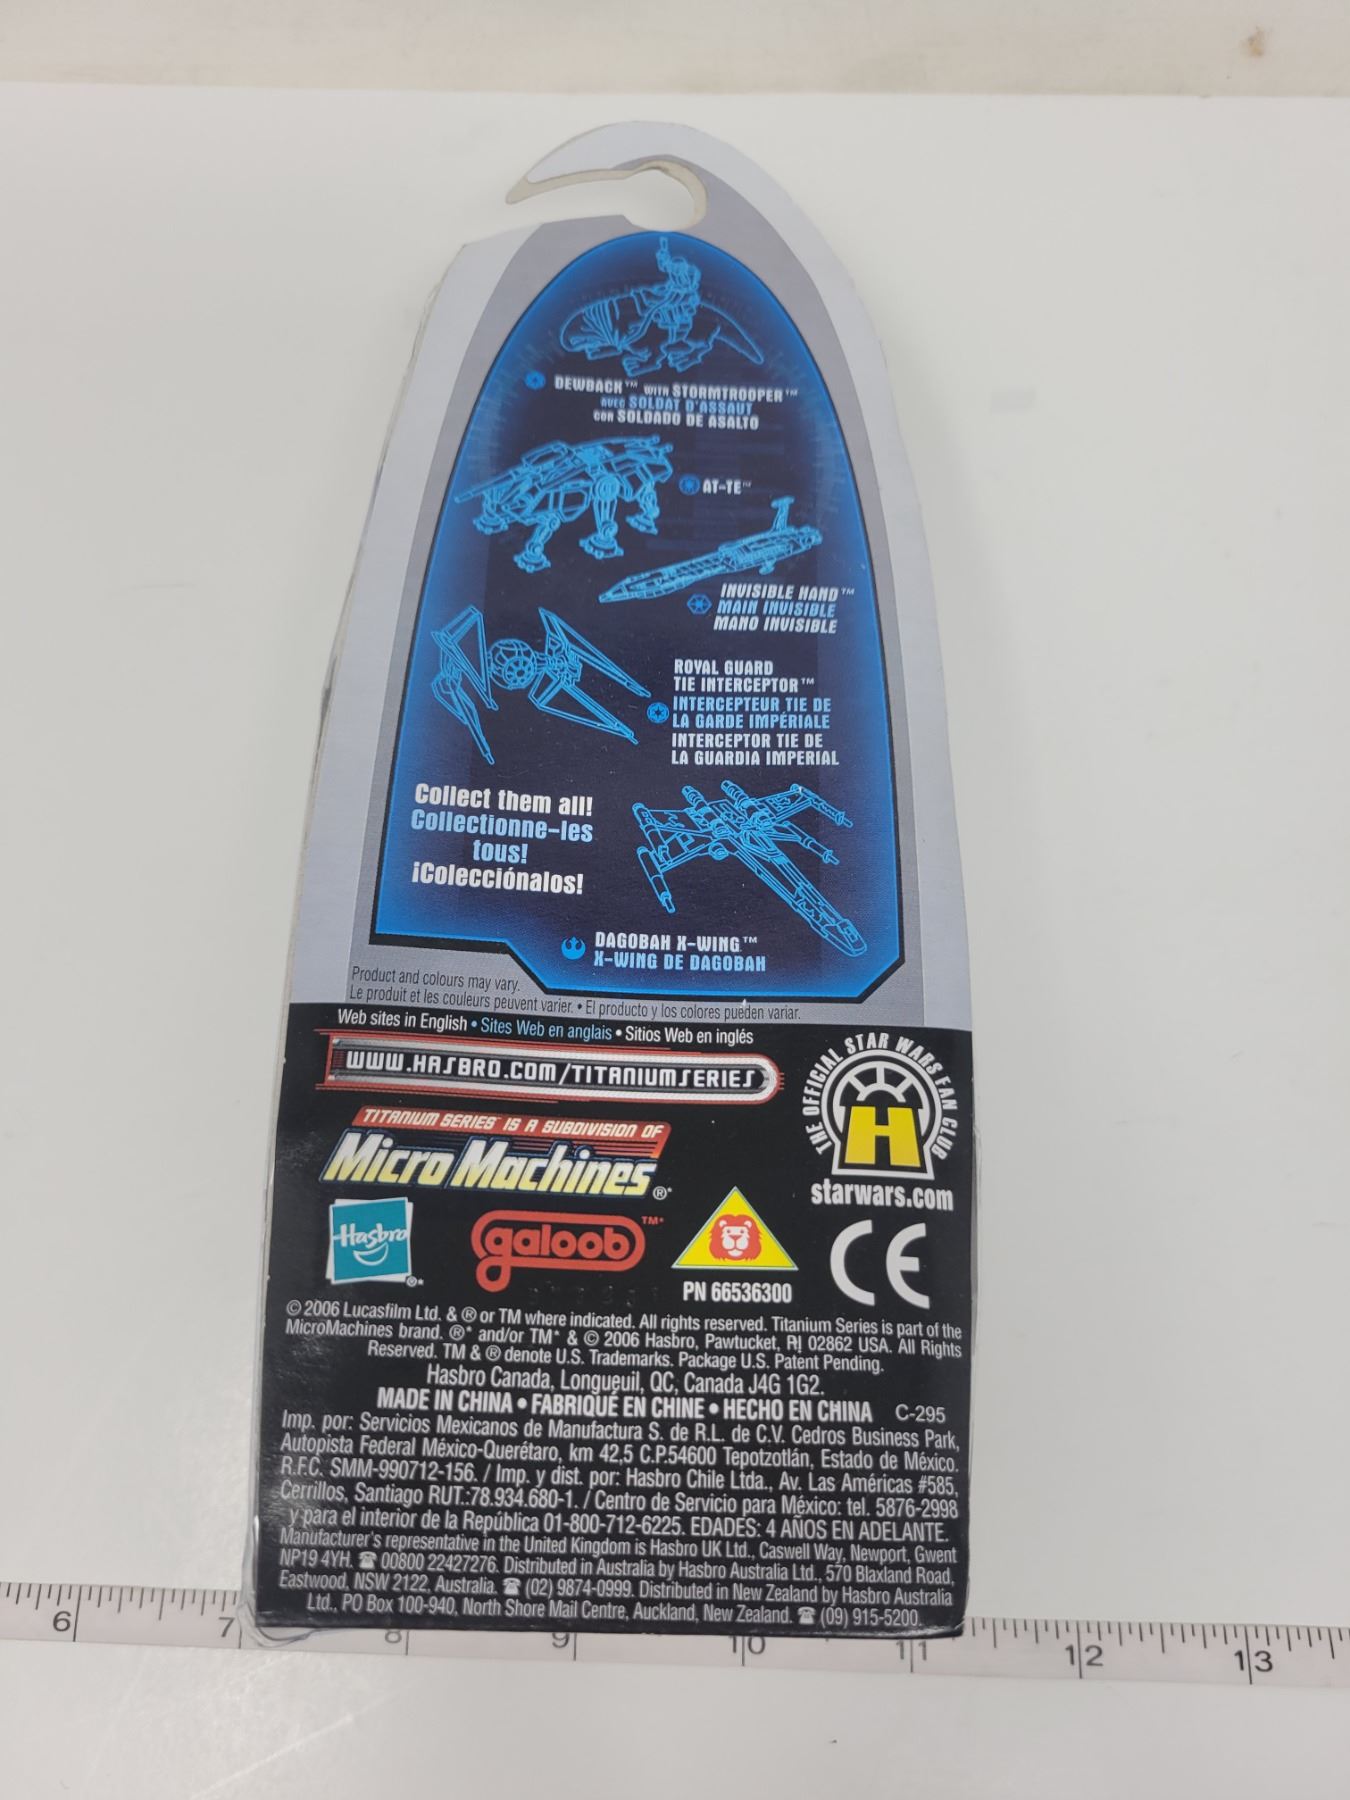 DEWBACK™ WITH STORMTROOPER™
AVEC SOLDAT D'ASSAUT
CON SOLDADO DE ASALTO
AT-TE™
INVISIBLE HAND™
MAIN INVISIBLE
MANO INVISIBLE
ROYAL GUARD
TIE INTERCEPTOR™
INTERCEPTEUR TIE DE
LA GARDE IMPÉRIALE
INTERCEPTOR TIE DE
LA GUARDIA IMPERIAL
Collect them all!
Collectionne-les
tous!
¡Colecciónalos!
DAGOBAH X-WING™
X-WING DE DAGOBAH
Product and colours may vary.
Le produit et les couleurs peuvent varier. • El producto y los colores pueden variar.
Web sites in English • Sites Web en anglais • Sitios Web en inglés
WWW.HASBRO.COM/TITANIUMSERIES
THE OFFICIAL STAR WARS FAN CLUB
H
starwars.com
TITANIUM SERIES™ IS A SUBDIVISION OF
Micro Machines®*
Hasbro®*
galoob™*
PN 66536300
CE
© 2006 Lucasfilm Ltd. & ® or TM where indicated. All rights reserved. Titanium Series is part of the
MicroMachines brand. ®* and/or TM* & © 2006 Hasbro, Pawtucket, RI 02862 USA. All Rights
Reserved. TM & ® denote U.S. Trademarks. Package U.S. Patent Pending.
Hasbro Canada, Longueuil, QC, Canada J4G 1G2.
MADE IN CHINA • FABRIQUÉ EN CHINE • HECHO EN CHINA C-295
Imp. por: Servicios Mexicanos de Manufactura S. de R.L. de C.V. Cedros Business Park,
Autopista Federal México-Querétaro, km 42,5 C.P.54600 Tepotzotlán, Estado de México.
R.F.C. SMM-990712-156. / Imp. y dist. por: Hasbro Chile Ltda., Av. Las Américas #585,
Cerrillos, Santiago RUT.:78.934.680-1. / Centro de Servicio para México: tel. 5876-2998
y para el interior de la República 01-800-712-6225. EDADES: 4 AÑOS EN ADELANTE.
Manufacturer's representative in the United Kingdom is Hasbro UK Ltd., Caswell Way, Newport, Gwent
NP19 4YH. ☎ 00800 22427276. Distributed in Australia by Hasbro Australia Ltd., 570 Blaxland Road,
Eastwood, NSW 2122, Australia. ☎ (02) 9874-0999. Distributed in New Zealand by Hasbro Australia
Ltd., PO Box 100-940, North Shore Mail Centre, Auckland, New Zealand. ☎ (09) 915-5200.
6 7 8 9 10 11 12 13